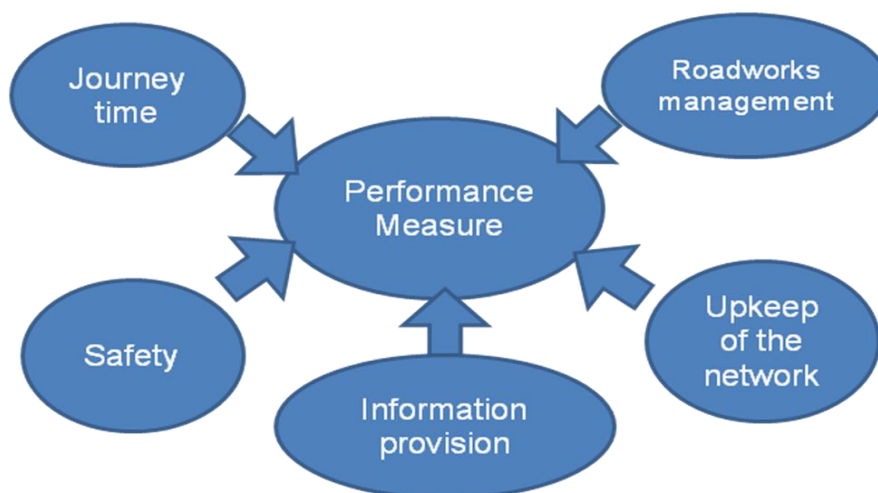 Journey
time
Roadworks
management
Performance
Measure
Safety
Upkeep
of the
network
Information
provision